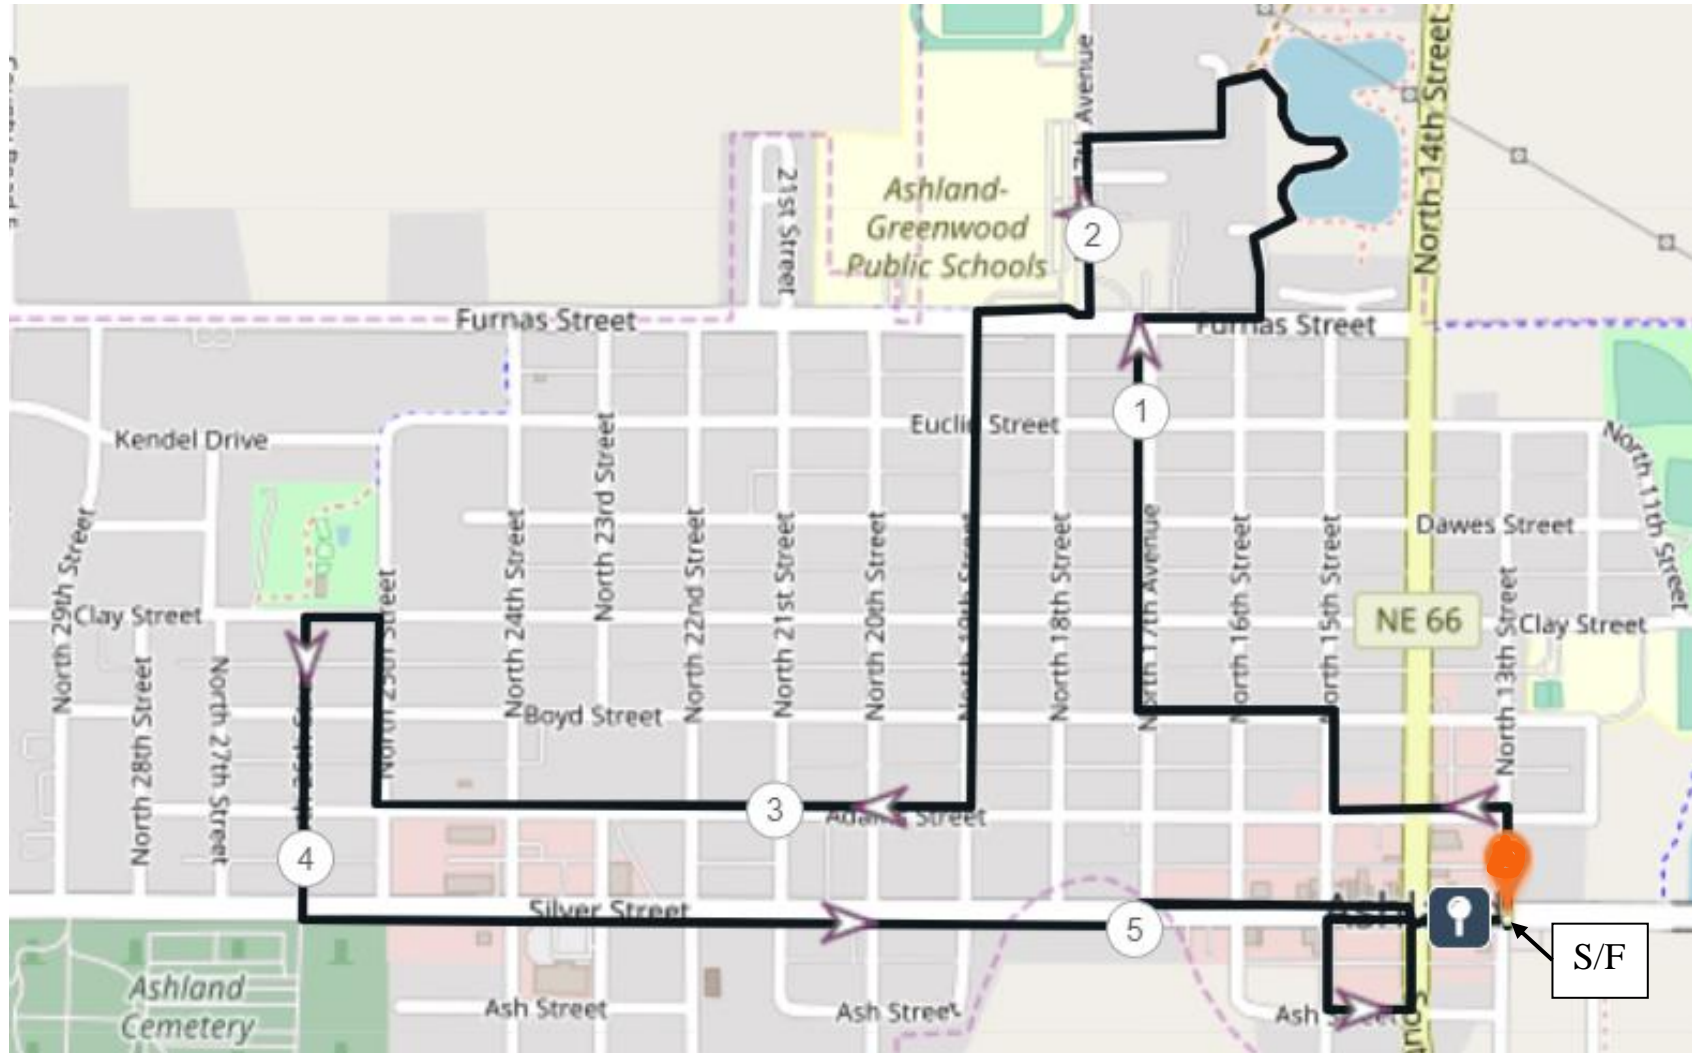 North 14th Street
Avenue
21st Street
Ashland-
Greenwood
Public Schools
2
Furnas Street
Furnas Street
1
Euclid Street
Kendel Drive
North 23rd Street
North 11th Street
Dawes Street
North 29th Street
North 24th Street
North 22nd Street
North 21st Street
North 20th Street
North 19th Street
North 18th Street
North 17th Avenue
North 16th Street
North 15th Street
North 13th Street
Clay Street
NE 66
Clay Street
North 28th Street
North 27th Street
North 25th Street
Boyd Street
3
Adams Street
4
Silver Street
5
Ash
S/F
Ashland
Cemetery
Ash Street
Ash Street
Ash Street